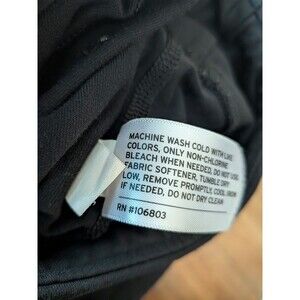 MACHINE WASH COLD WITH LIKE
COLORS, ONLY NON-CHLORINE
BLEACH WHEN NEEDED, DO NOT USE
FABRIC SOFTENER, TUMBLE DRY
LOW, REMOVE PROMPTLY, COOL IRON
IF NEEDED, DO NOT DRY CLEAN
RN #106803